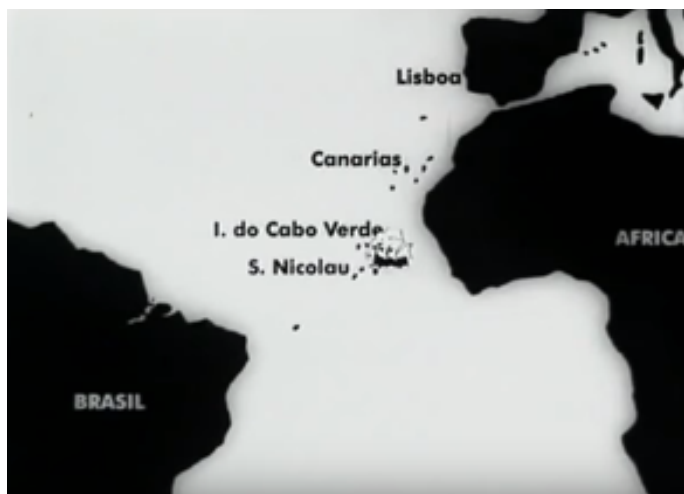 Lisboa
Canarias
I. do Cabo Verde
AFRICA
S. Nicolau
BRASIL